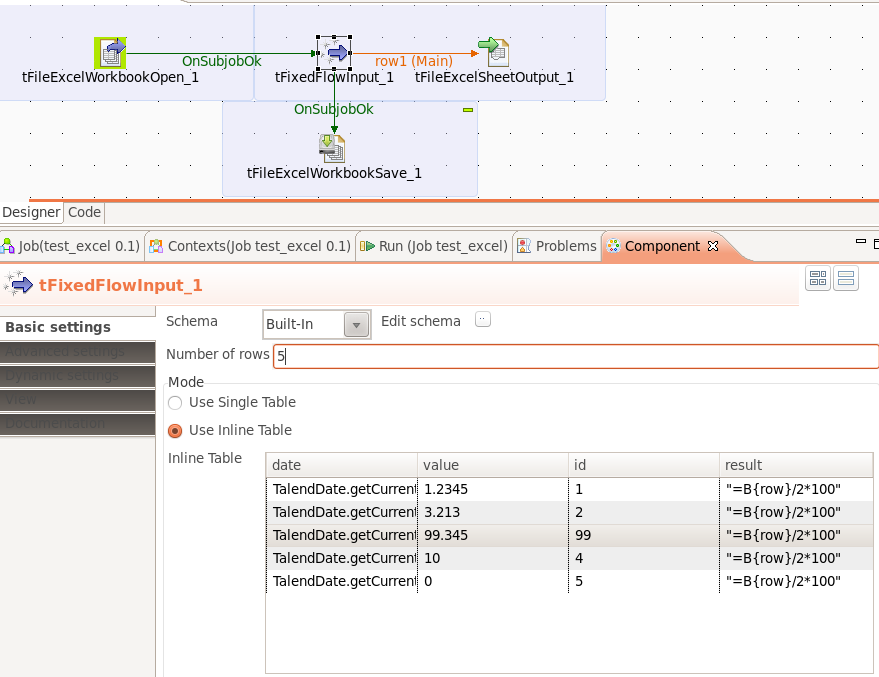 OnSubjobOk
row1 (Main)
tFileExcelWorkbookOpen_1
tFixedFlowInput_1
tFileExcelSheetOutput_1
OnSubjobOk
tFileExcelWorkbookSave_1
Designer Code
Job(test_excel 0.1) Contexts(Job test_excel 0.1) Run (Job test_excel) Problems Component
tFixedFlowInput_1
Basic settings
Advanced settings
Dynamic settings
View
Documentation
Schema Built-In Edit schema
Number of rows 5
Mode
Use Single Table
Use Inline Table
Inline Table
date value id result
TalendDate.getCurrent 1.2345 1 "=B{row}/2*100"
TalendDate.getCurrent 3.213 2 "=B{row}/2*100"
TalendDate.getCurrent 99.345 99 "=B{row}/2*100"
TalendDate.getCurrent 10 4 "=B{row}/2*100"
TalendDate.getCurrent 0 5 "=B{row}/2*100"